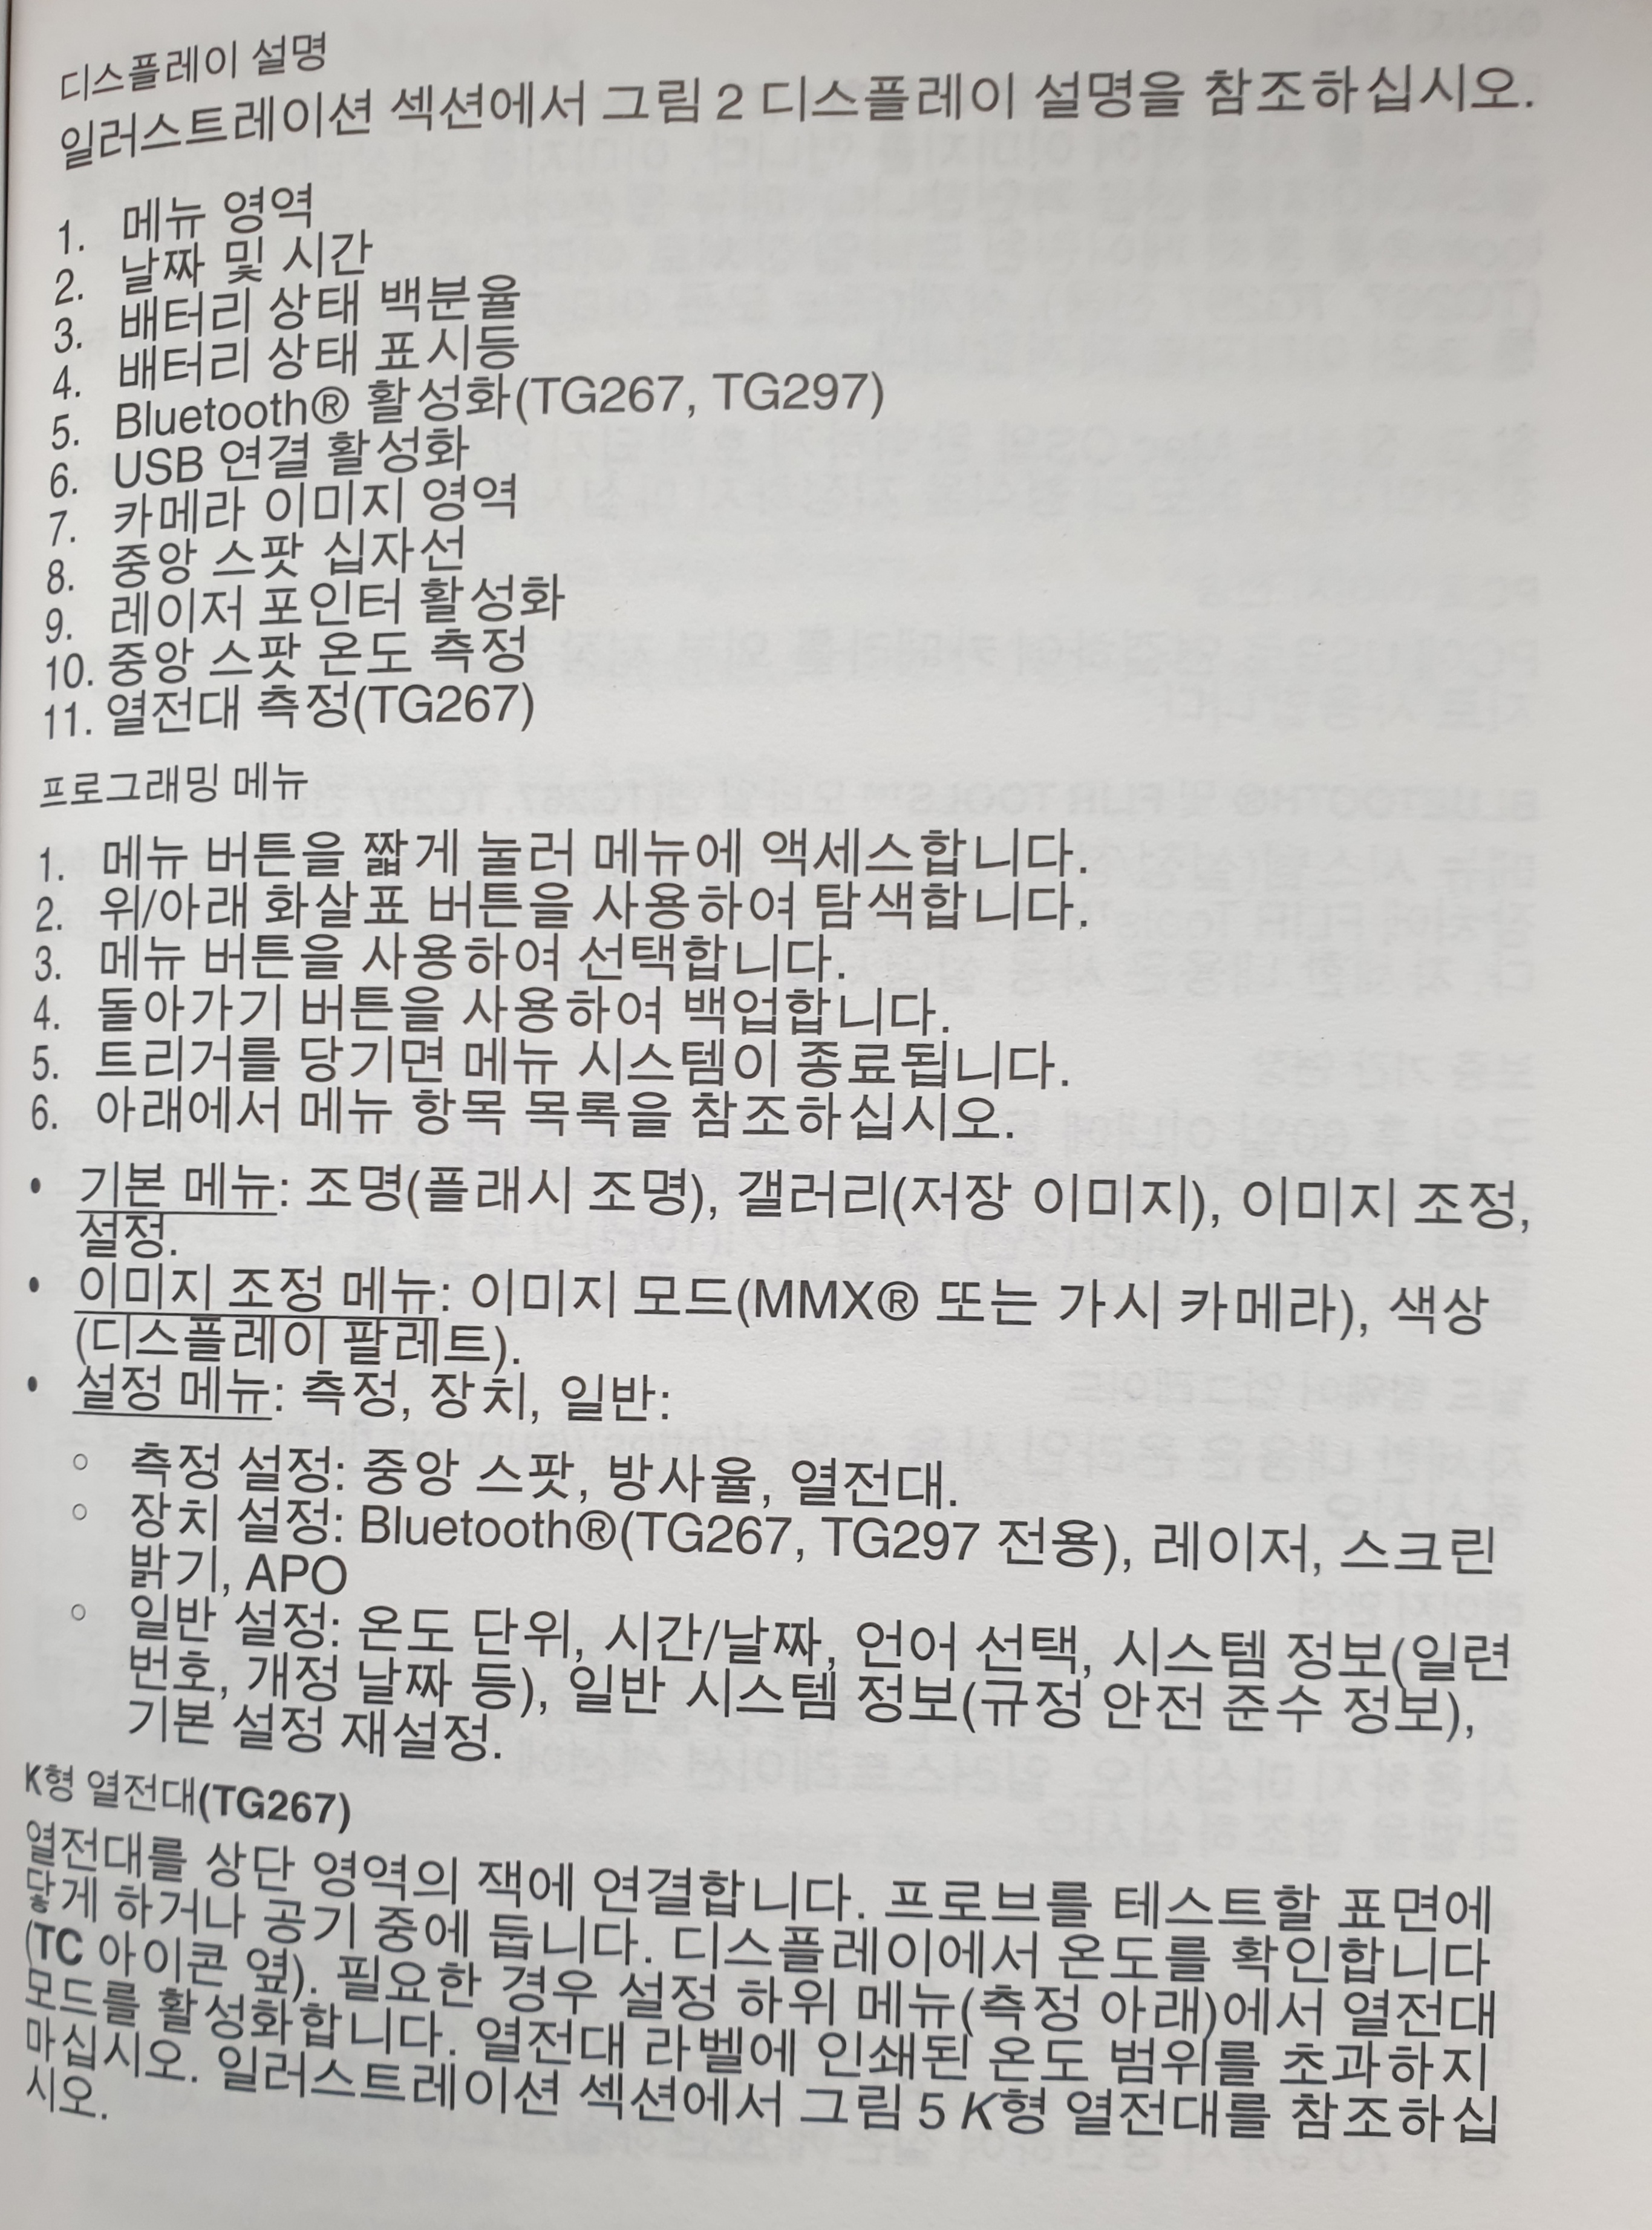 디스플레이 설명
일러스트레이션 섹션에서 그림 2 디스플레이 설명을 참조하십시오.
1. 메뉴 영역
2. 날짜 및 시간
3. 배터리 상태 백분율
4. 배터리 상태 표시등
5. Bluetooth® 활성화(TG267, TG297)
6. USB 연결 활성화
7. 카메라 이미지 영역
8. 중앙 스팟 십자선
9. 레이저 포인터 활성화
10. 중앙 스팟 온도 측정
11. 열전대 측정(TG267)
프로그래밍 메뉴
1. 메뉴 버튼을 짧게 눌러 메뉴에 액세스합니다.
2. 위/아래 화살표 버튼을 사용하여 탐색합니다.
3. 메뉴 버튼을 사용하여 선택합니다.
4. 돌아가기 버튼을 사용하여 백업합니다.
5. 트리거를 당기면 메뉴 시스템이 종료됩니다.
6. 아래에서 메뉴 항목 목록을 참조하십시오.
• 기본 메뉴: 조명(플래시 조명), 갤러리(저장 이미지), 이미지 조정,
설정.
• 이미지 조정 메뉴: 이미지 모드(MMX® 또는 가시 카메라), 색상
(디스플레이 팔레트).
• 설정 메뉴: 측정, 장치, 일반:
○ 측정 설정: 중앙 스팟, 방사율, 열전대.
○ 장치 설정: Bluetooth®(TG267, TG297 전용), 레이저, 스크린
밝기, APO
○ 일반 설정: 온도 단위, 시간/날짜, 언어 선택, 시스템 정보(일련
번호, 개정 날짜 등), 일반 시스템 정보(규정 안전 준수 정보),
기본 설정 재설정.
K형 열전대(TG267)
열전대를 상단 영역의 잭에 연결합니다. 프로브를 테스트할 표면에
닿게 하거나 공기 중에 둡니다. 디스플레이에서 온도를 확인합니다
(TC 아이콘 옆). 필요한 경우 설정 하위 메뉴(측정 아래)에서 열전대
모드를 활성화합니다. 열전대 라벨에 인쇄된 온도 범위를 초과하지
마십시오. 일러스트레이션 섹션에서 그림 5 K형 열전대를 참조하십
시오.